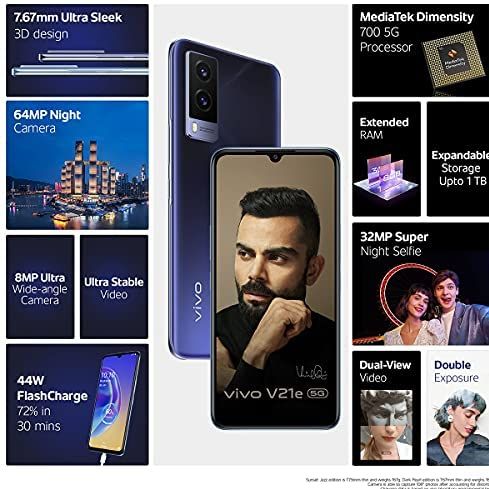 7.67mm Ultra Sleek
3D design
64MP Night
Camera
8MP Ultra
Wide-angle
Camera
Ultra Stable
Video
44W
FlashCharge
72% in
30 mins
vivo
vivo V21e 5G
MediaTek Dimensity
700 5G
Processor
MEDIATEK
Dimensity
Extended
RAM
Expandable
Storage
Upto 1 TB
32MP Super
Night Selfie
Dual-View
Video
Double
Exposure